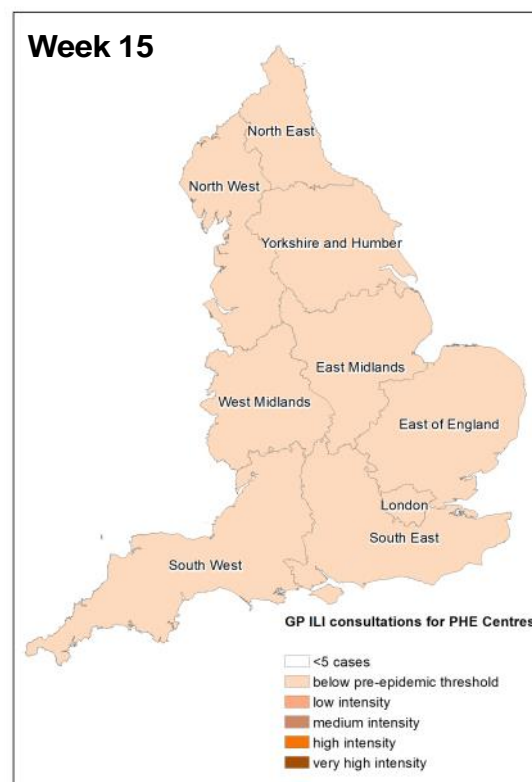 Week 15
North East
North West
Yorkshire and Humber
East Midlands
West Midlands
East of England
London
South East
South West
GP ILI consultations for PHE Centres
<5 cases
below pre-epidemic threshold
low intensity
medium intensity
high intensity
very high intensity